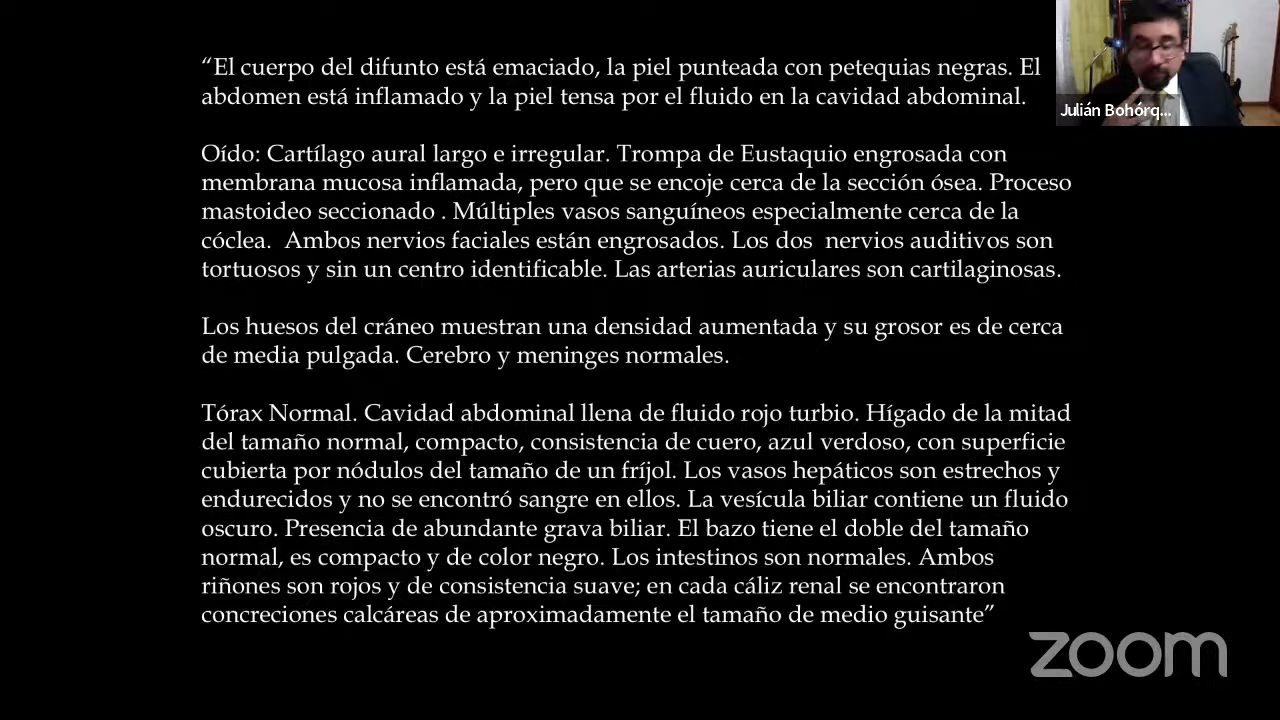 “El cuerpo del difunto está emaciado, la piel punteada con petequias negras. El
abdomen está inflamado y la piel tensa por el fluido en la cavidad abdominal.
Oído: Cartílago aural largo e irregular. Trompa de Eustaquio engrosada con
membrana mucosa inflamada, pero que se encoje cerca de la sección ósea. Proceso
mastoideo seccionado . Múltiples vasos sanguíneos especialmente cerca de la
cóclea.  Ambos nervios faciales están engrosados. Los dos  nervios auditivos son
tortuosos y sin un centro identificable. Las arterias auriculares son cartilaginosas.
Los huesos del cráneo muestran una densidad aumentada y su grosor es de cerca
de media pulgada. Cerebro y meninges normales.
Tórax Normal. Cavidad abdominal llena de fluido rojo turbio. Hígado de la mitad
del tamaño normal, compacto, consistencia de cuero, azul verdoso, con superficie
cubierta por nódulos del tamaño de un fríjol. Los vasos hepáticos son estrechos y
endurecidos y no se encontró sangre en ellos. La vesícula biliar contiene un fluido
oscuro. Presencia de abundante grava biliar. El bazo tiene el doble del tamaño
normal, es compacto y de color negro. Los intestinos son normales. Ambos
riñones son rojos y de consistencia suave; en cada cáliz renal se encontraron
concreciones calcáreas de aproximadamente el tamaño de medio guisante”
Julián Bohórq...
zoom